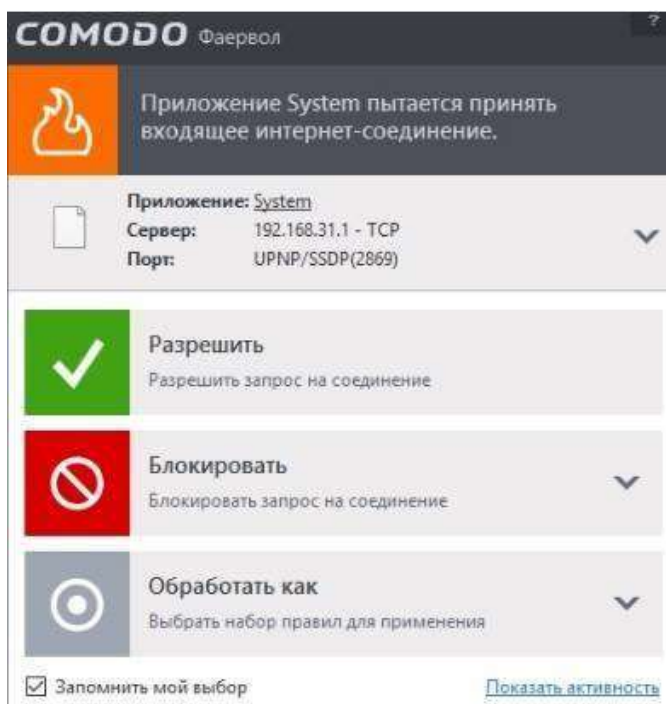 COMODO Фаервол
?
Приложение System пытается принять
входящее интернет-соединение.
Приложение: System
Сервер: 192.168.31.1 - TCP
Порт: UPNP/SSDP(2869)
Разрешить
Разрешить запрос на соединение
Блокировать
Блокировать запрос на соединение
Обработать как
Выбрать набор правил для применения
Запомнить мой выбор
Показать активность